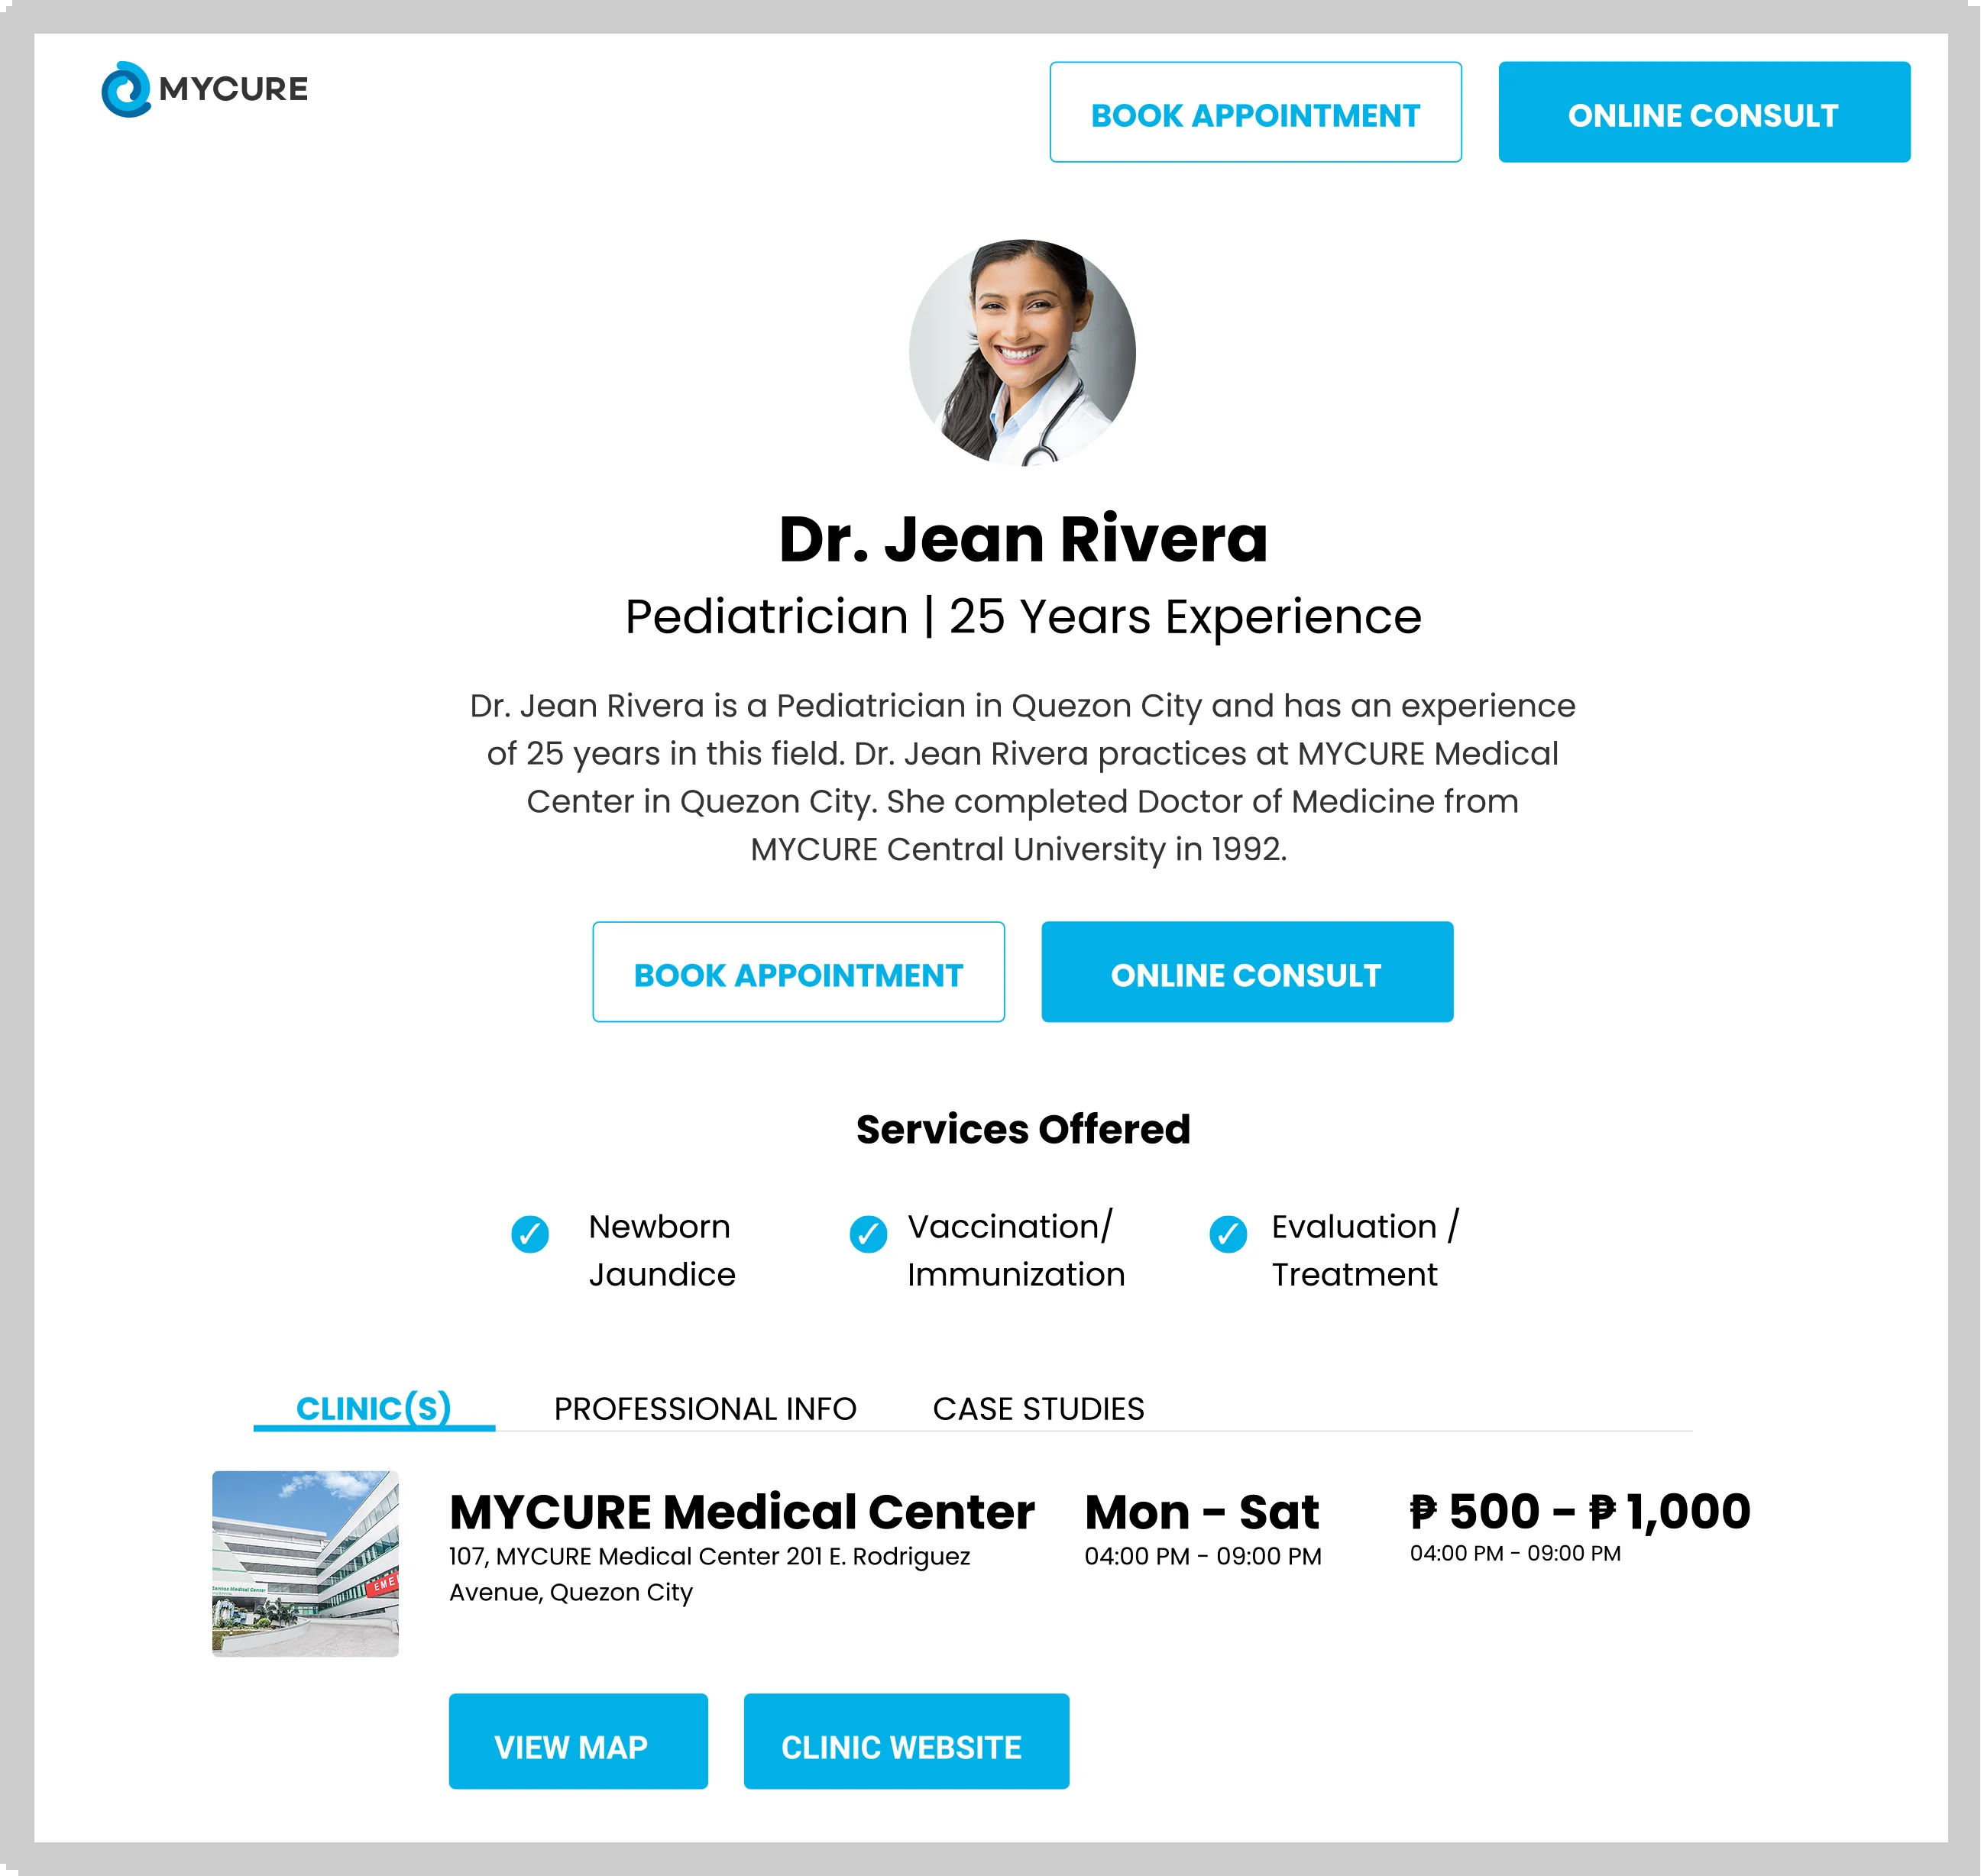 MYCURE
BOOK APPOINTMENT
ONLINE CONSULT
Dr. Jean Rivera
Pediatrician | 25 Years Experience
Dr. Jean Rivera is a Pediatrician in Quezon City and has an experience
of 25 years in this field. Dr. Jean Rivera practices at MYCURE Medical
Center in Quezon City. She completed Doctor of Medicine from
MYCURE Central University in 1992.
BOOK APPOINTMENT
ONLINE CONSULT
Services Offered
Newborn
Jaundice
Vaccination/
Immunization
Evaluation /
Treatment
CLINIC(S)
PROFESSIONAL INFO
CASE STUDIES
Santos Medical Center
EME
MYCURE Medical Center
107, MYCURE Medical Center 201 E. Rodriguez
Avenue, Quezon City
Mon - Sat
04:00 PM - 09:00 PM
₱ 500 - ₱ 1,000
04:00 PM - 09:00 PM
VIEW MAP
CLINIC WEBSITE